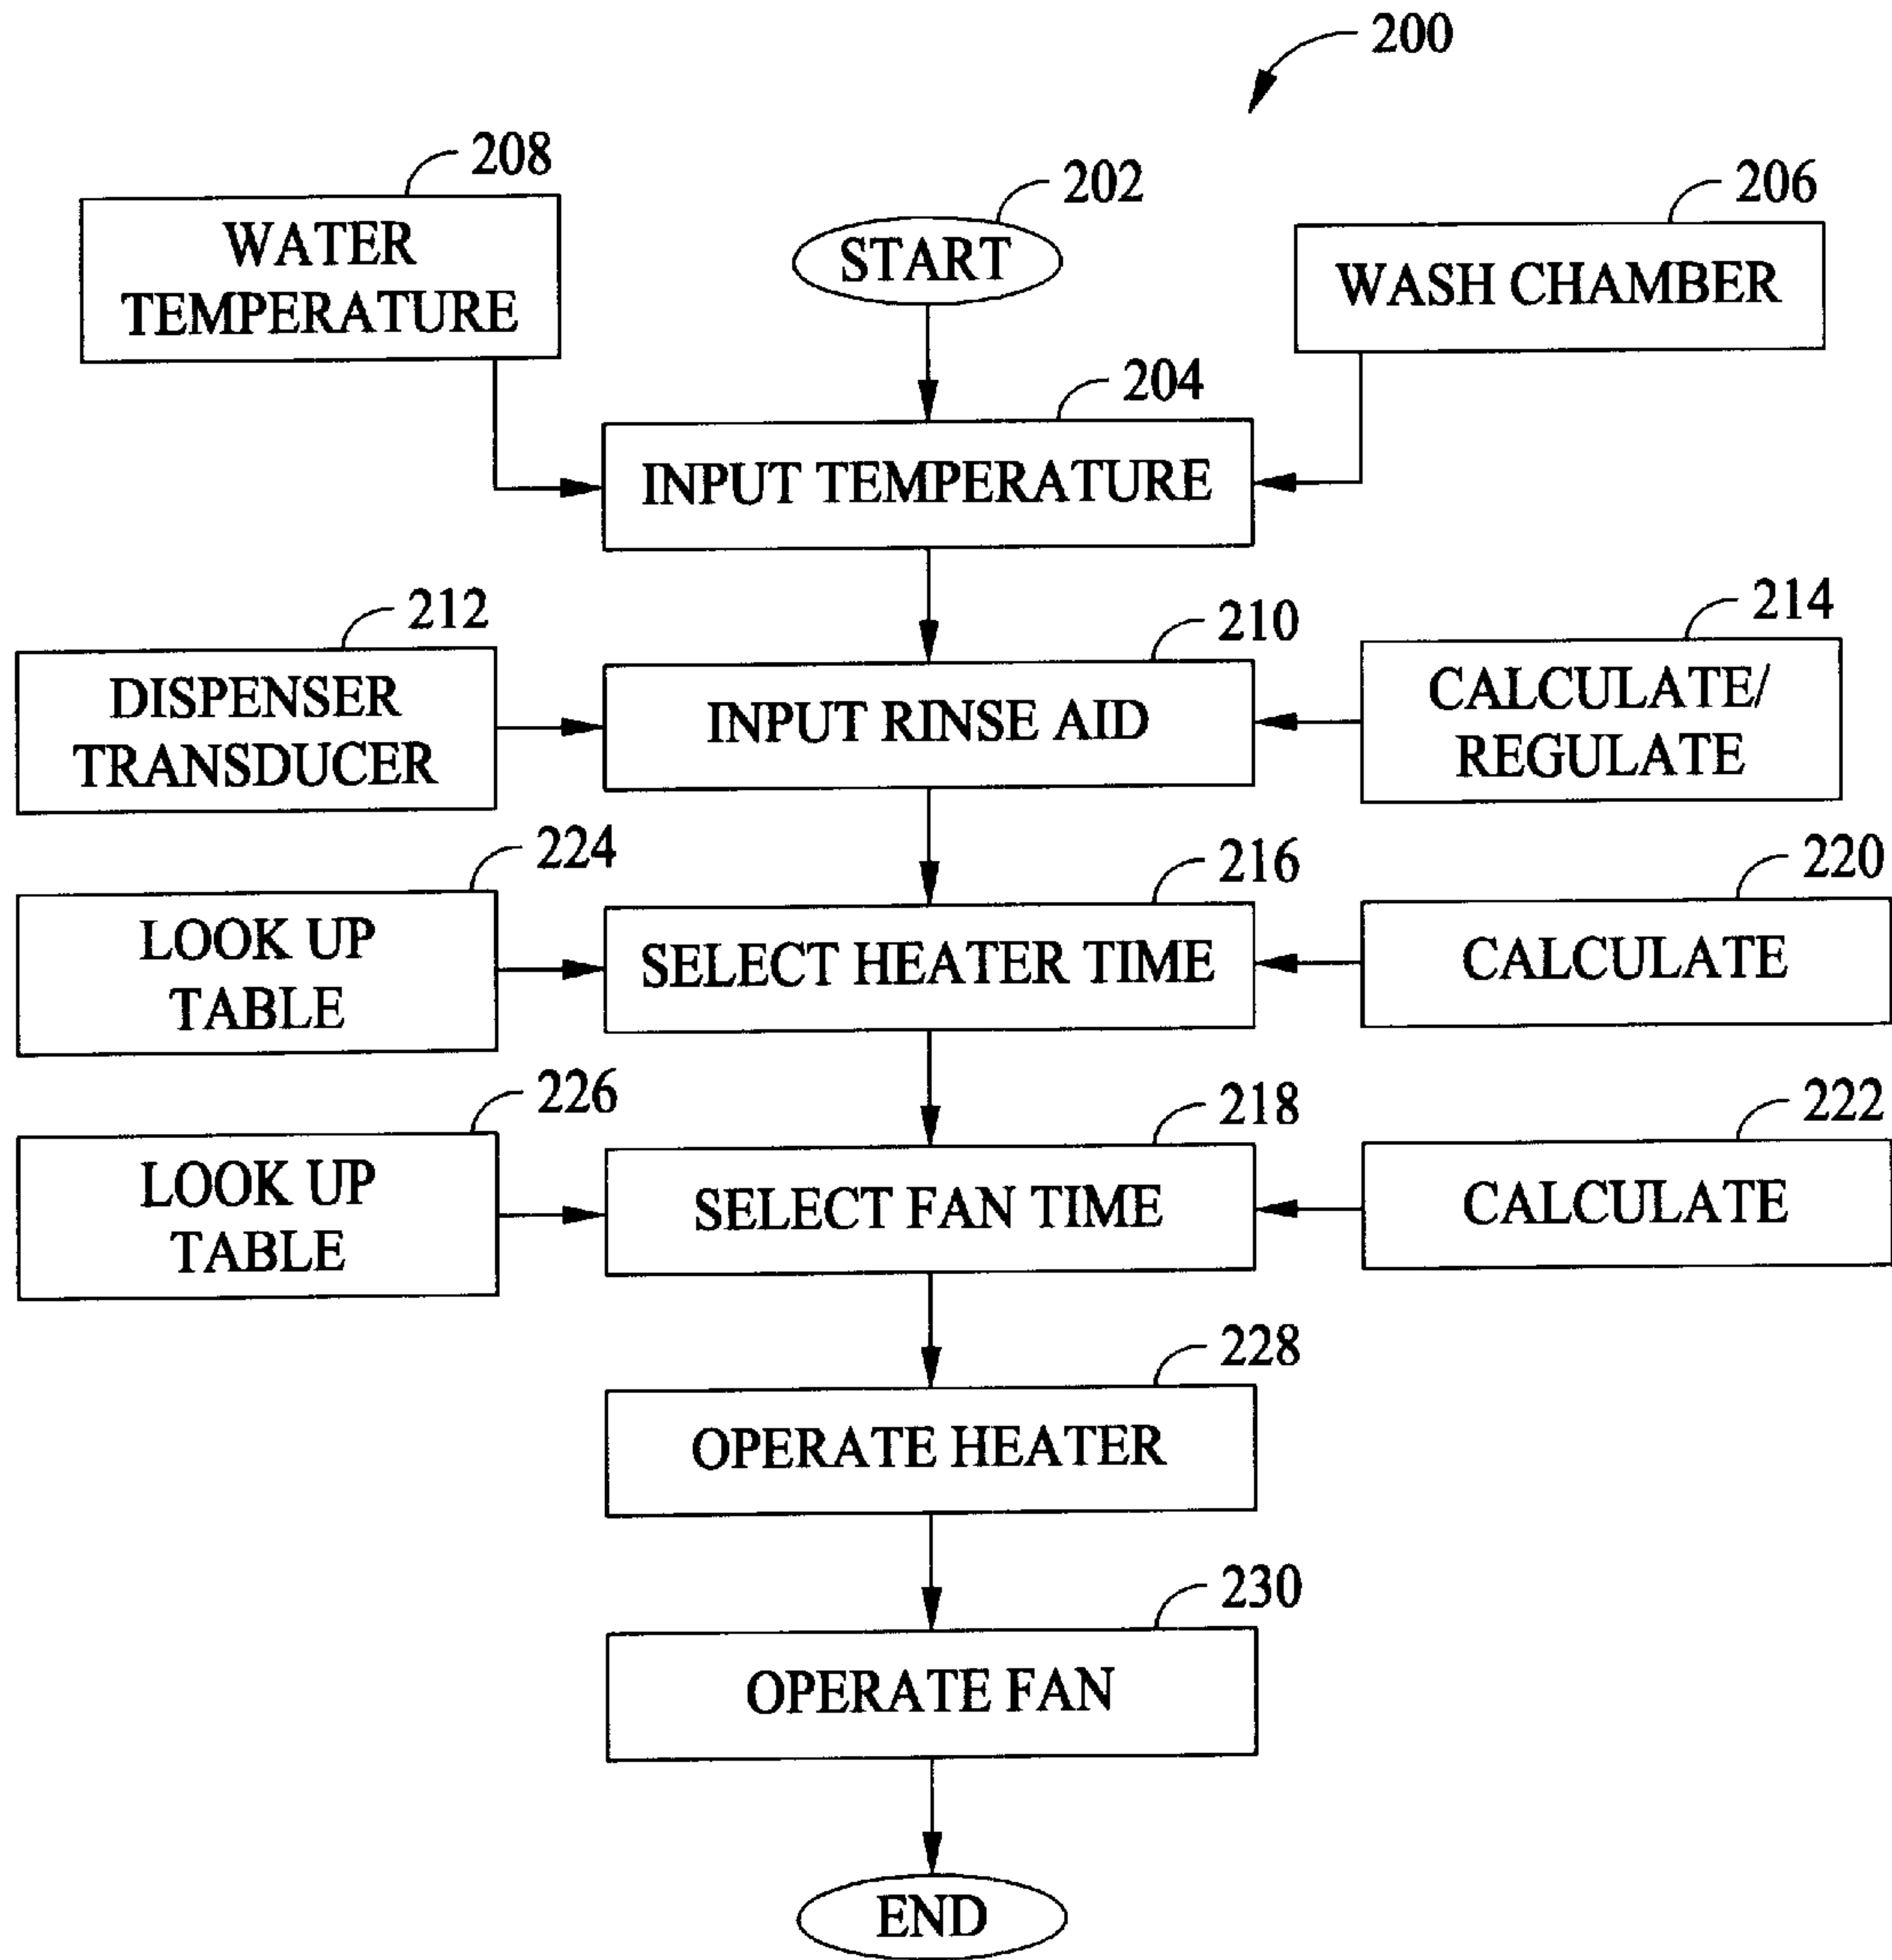 200
208
202
206
WATER
TEMPERATURE
START
WASH CHAMBER
204
INPUT TEMPERATURE
212
210
214
DISPENSER
TRANSDUCER
INPUT RINSE AID
CALCULATE/
REGULATE
224
216
220
LOOK UP
TABLE
SELECT HEATER TIME
CALCULATE
226
218
222
LOOK UP
TABLE
SELECT FAN TIME
CALCULATE
228
OPERATE HEATER
230
OPERATE FAN
END